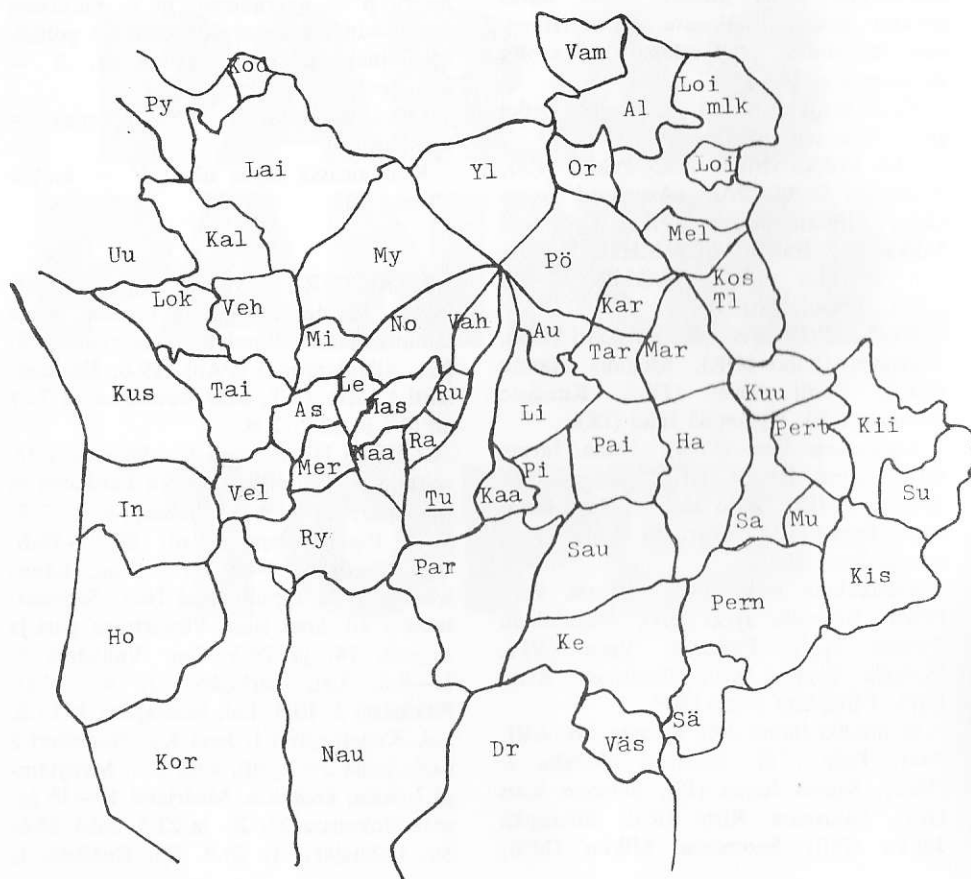 Vam
Kod
Py
Al
Loi
mlk
Lai
Yl
Or
Loi
Uu
Kal
My
Pö
Mel
Lok
Veh
Mi
No
Vah
Au
Kar
Kos
Tl
Kus
Tai
As
Le
Mas
Ru
Tar
Mar
Kuu
Li
Pai
Ha
Pert
Kii
Mer
Naa
Ra
In
Vel
Tu
Kaa
Pi
Su
Ry
Par
Sau
Sa
Mu
Ho
Ke
Pern
Kis
Kor
Nau
Dr
Väs
Sä